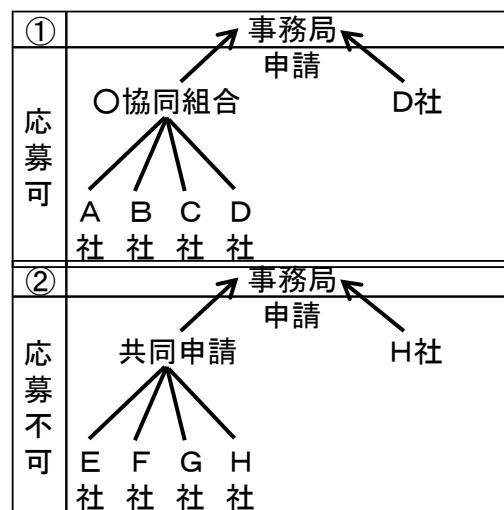 ① 事務局
申請
応募可
〇協同組合 D社
A社 B社 C社 D社
② 事務局
申請
応募不可
共同申請 H社
E社 F社 G社 H社